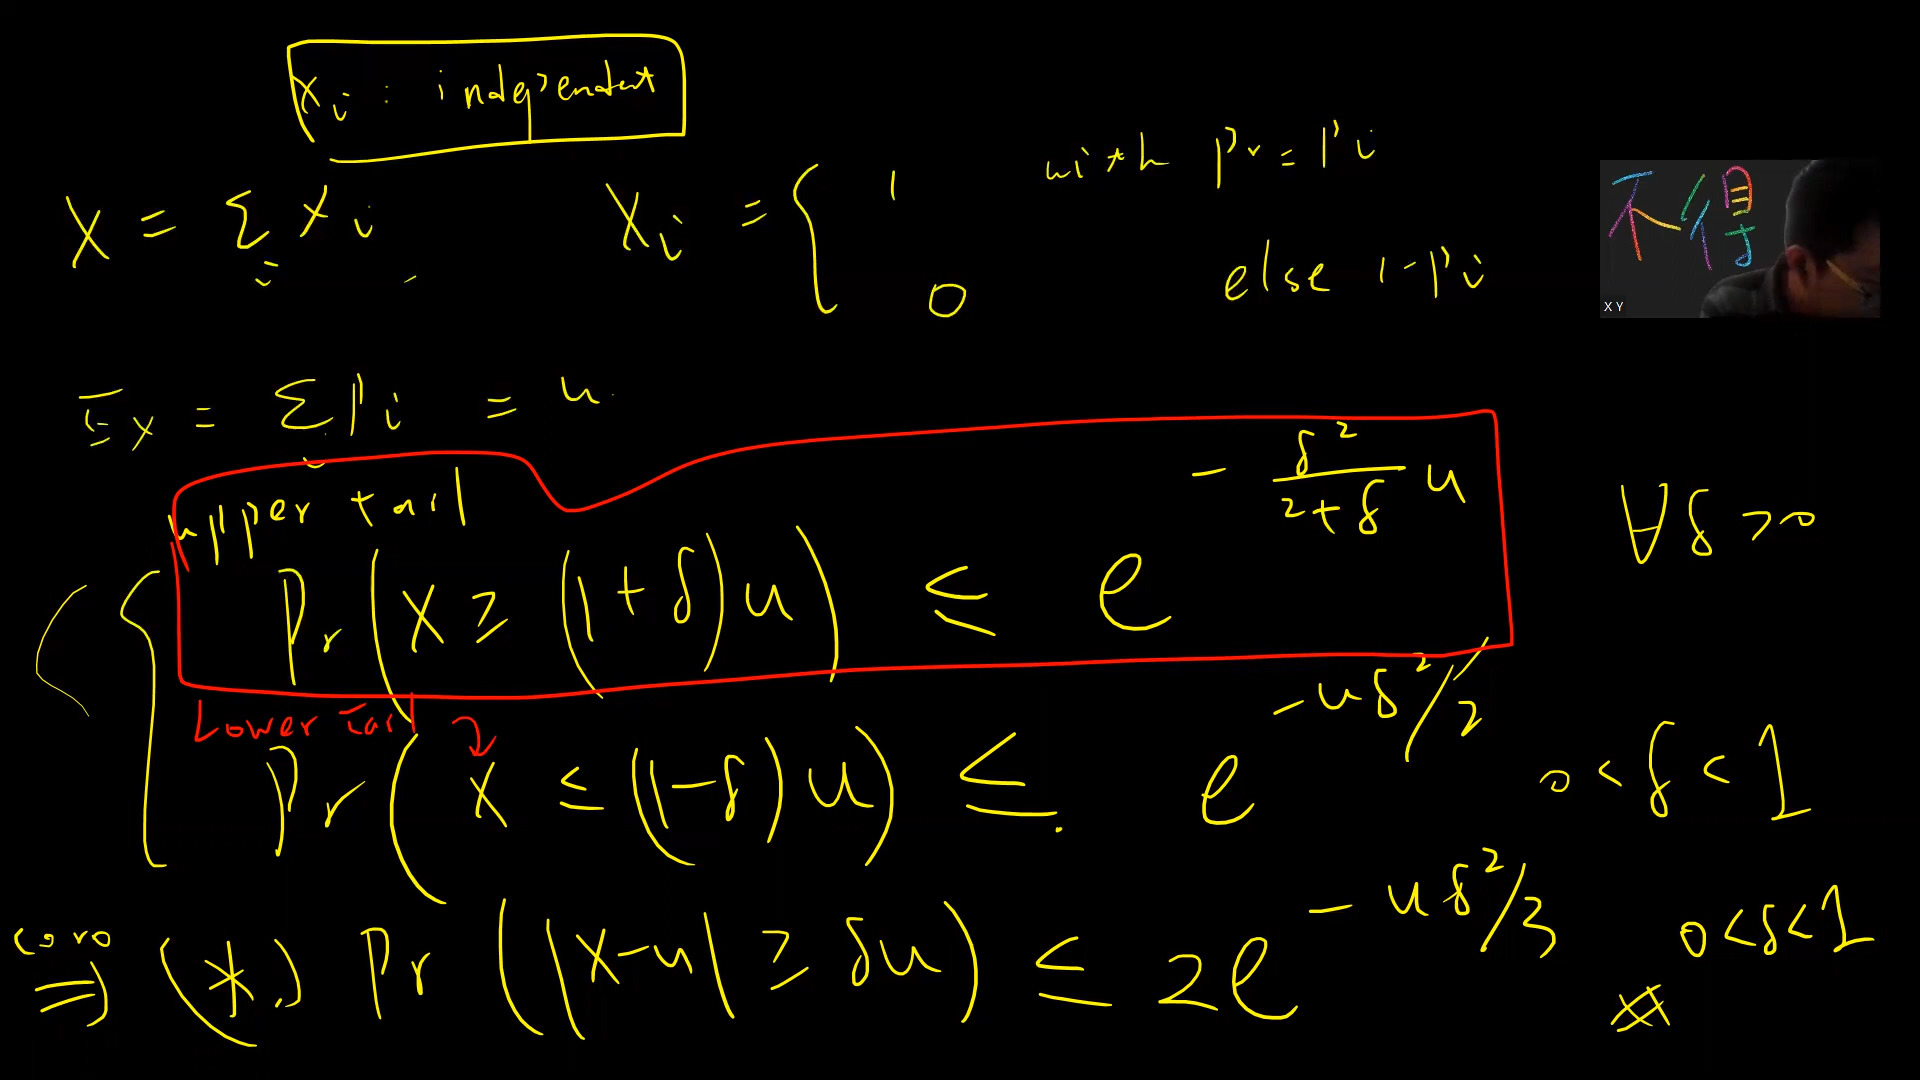 Xi : independent
X = Σi Xi    Xi = { 1 with Pr = Pi
0 else 1-Pi
不得
X Y
EX = Σi Pi = u
upper tail
Pr(X ≥ (1+δ)u) ≤ e^{-δ²/(2+δ) u}    ∀δ>0
Lower Tail
Pr(X ≤ (1-δ)u) ≤ e^{-uδ²/2}    0<δ<1
coro
⇒ (*) Pr(|X-u| ≥ δu) ≤ 2e^{-uδ²/3}    0<δ<1